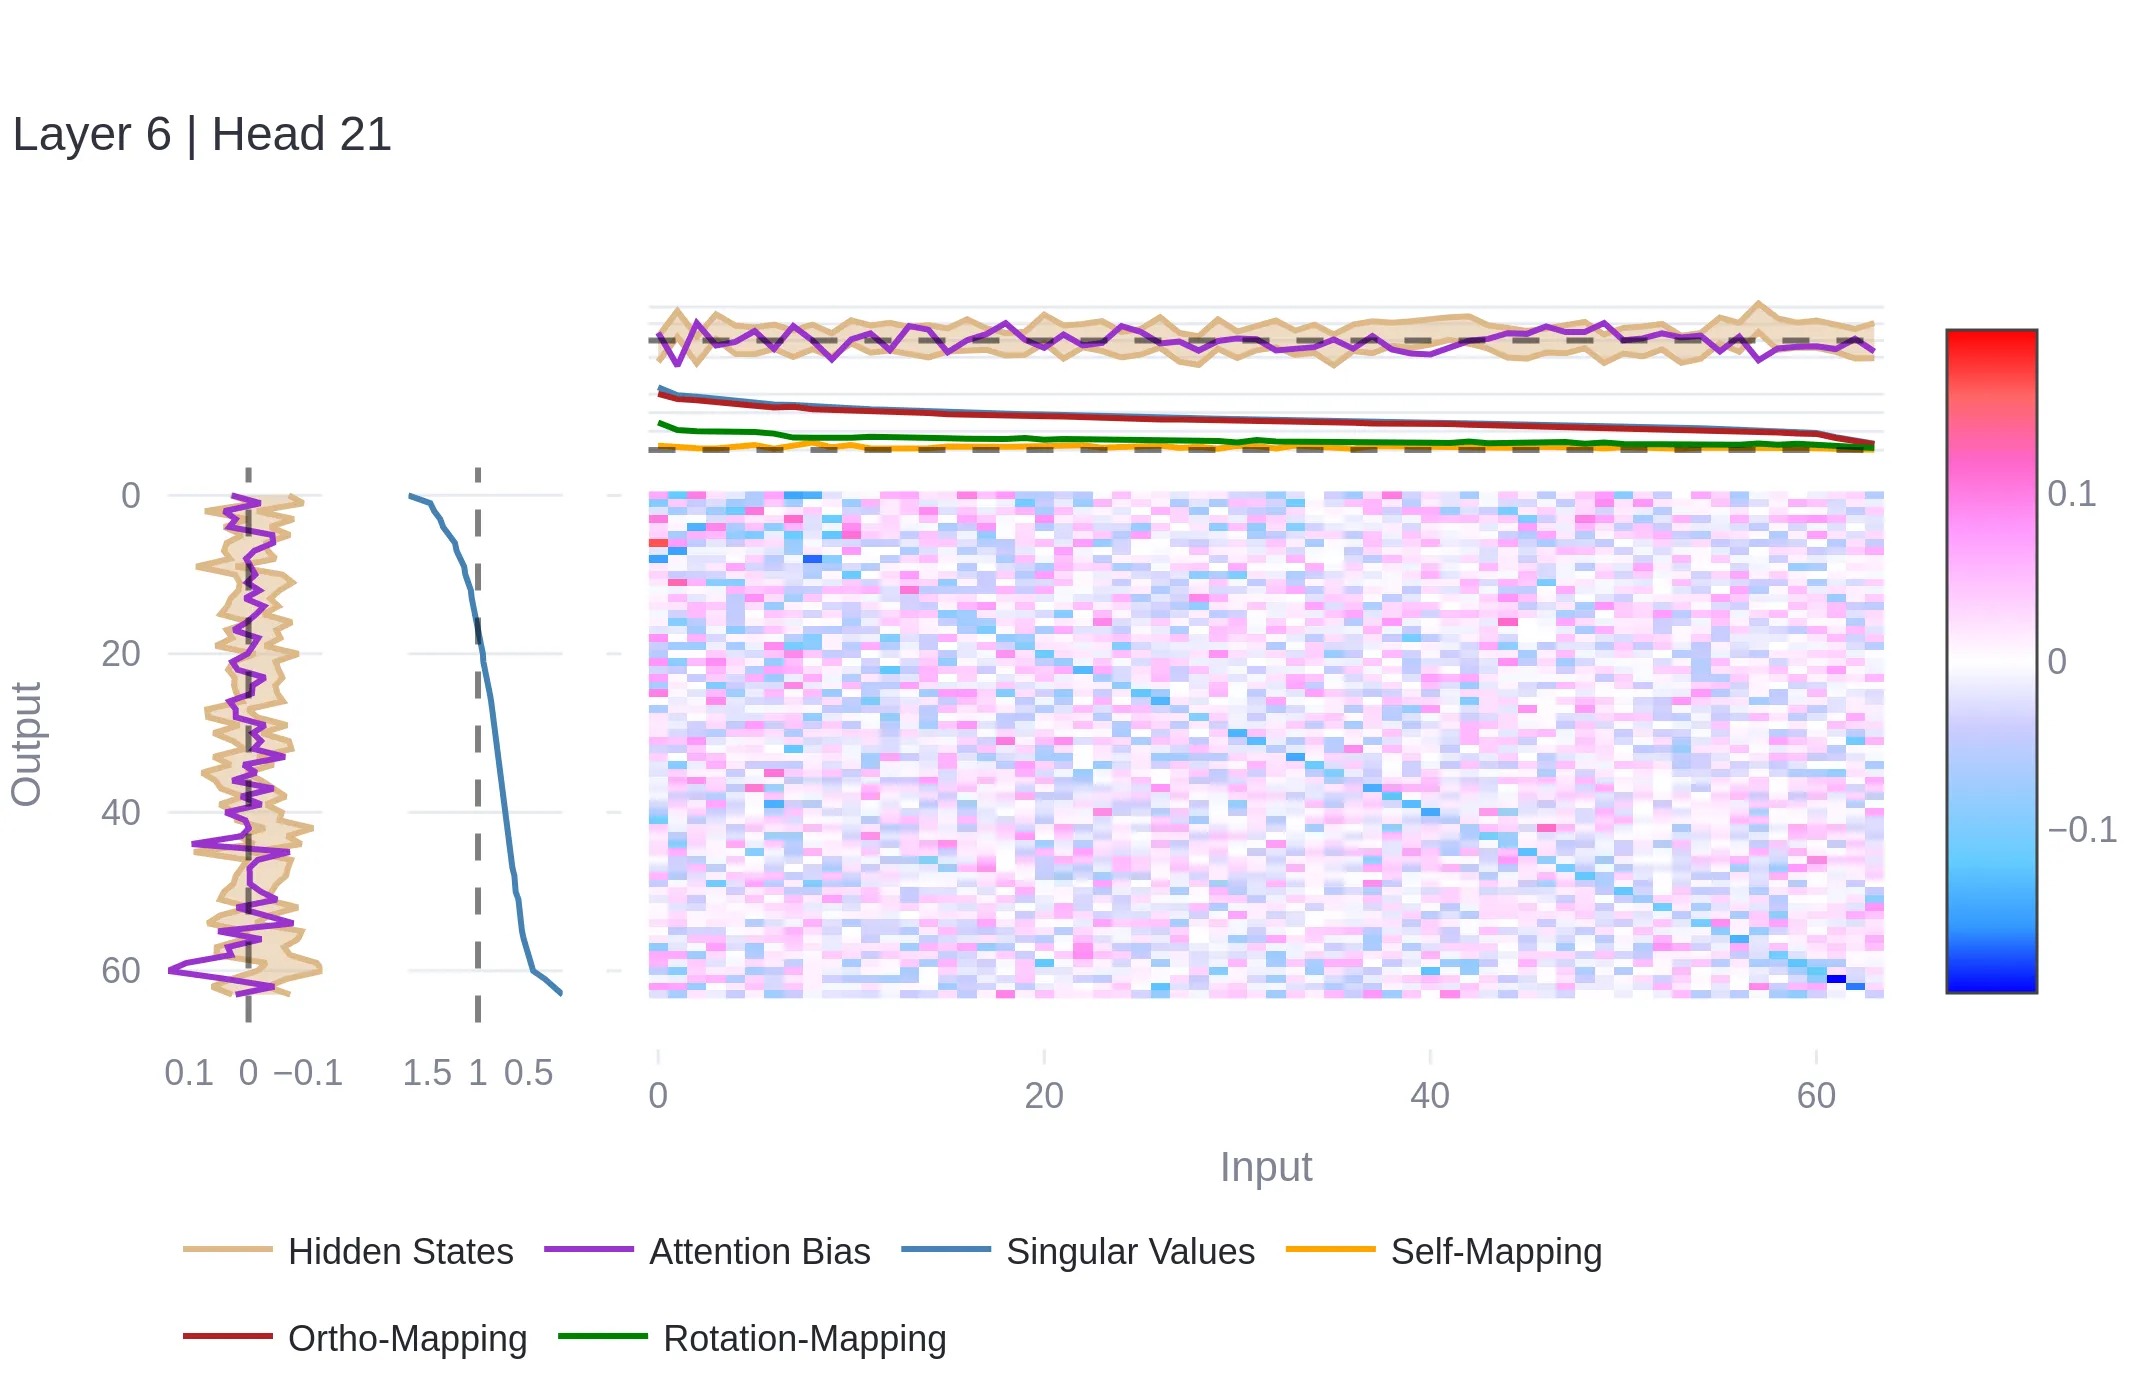 Layer 6 | Head 21
Output
0
20
40
60
0.1 0 −0.1
1.5 1 0.5
0 20 40 60
Input
0.1
0
−0.1
Hidden States Attention Bias Singular Values Self-Mapping
Ortho-Mapping Rotation-Mapping